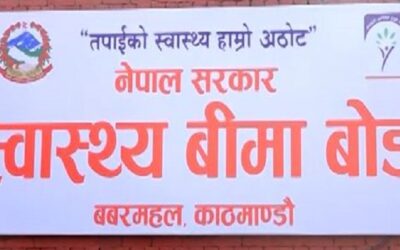 "तपाईको स्वास्थ्य हाम्रो अठोट"
नेपाल सरकार
स्वास्थ्य बीमा बोर्ड
बबरमहल, काठमाण्डौ